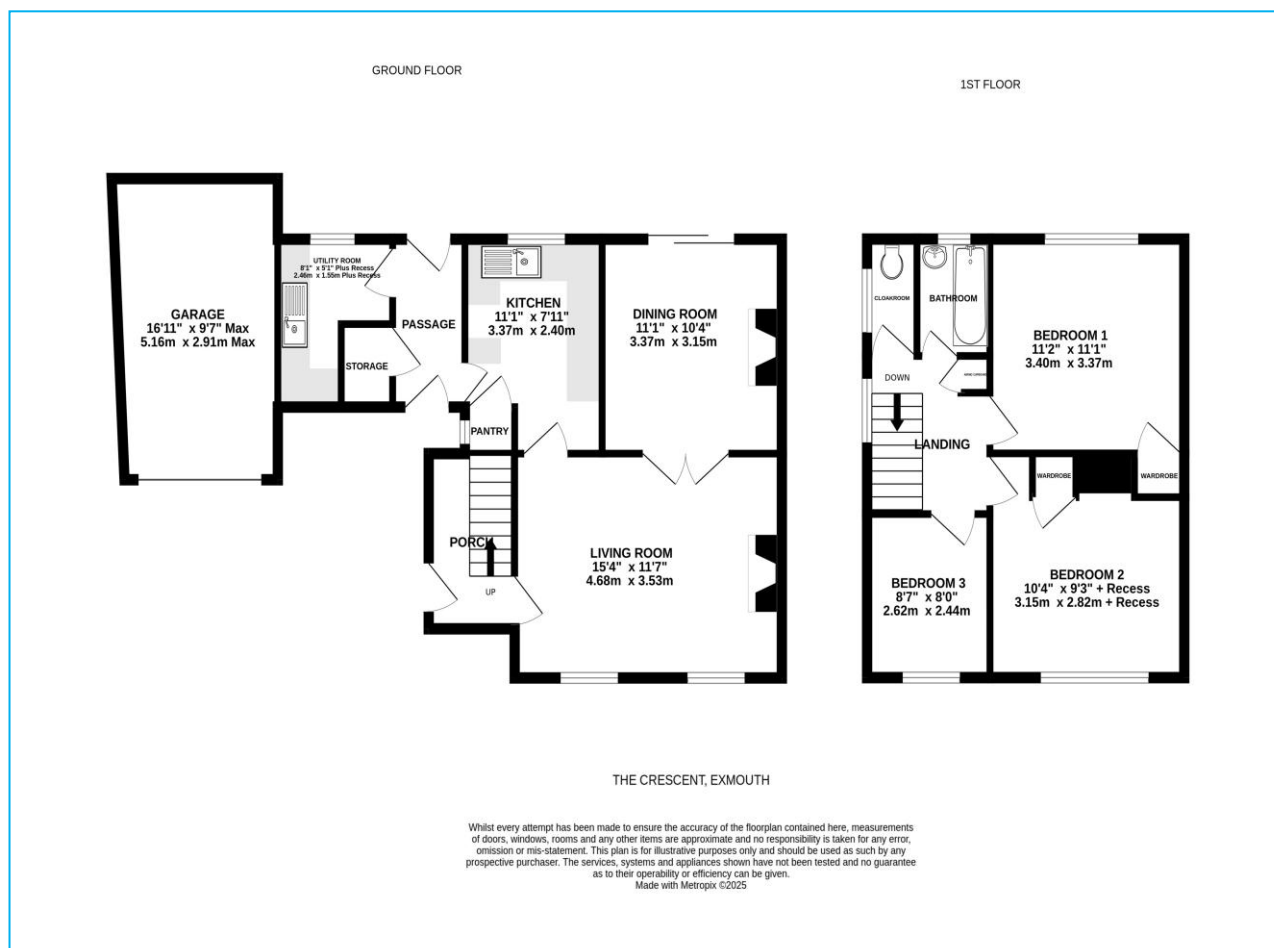 GROUND FLOOR
1ST FLOOR
GARAGE
16'11" x 9'7" Max
5.16m x 2.91m Max
UTILITY ROOM
8'1" x 5'1" Plus Recess
2.46m x 1.55m Plus Recess
PASSAGE
STORAGE
KITCHEN
11'1" x 7'11"
3.37m x 2.40m
DINING ROOM
11'1" x 10'4"
3.37m x 3.15m
PANTRY
PORCH
UP
LIVING ROOM
15'4" x 11'7"
4.68m x 3.53m
CLOAKROOM
BATHROOM
BEDROOM 1
11'2" x 11'1"
3.40m x 3.37m
DOWN
LANDING
WARDROBE
WARDROBE
BEDROOM 3
8'7" x 8'0"
2.62m x 2.44m
BEDROOM 2
10'4" x 9'3" + Recess
3.15m x 2.82m + Recess
THE CRESCENT, EXMOUTH
Whilst every attempt has been made to ensure the accuracy of the floorplan contained here, measurements
of doors, windows, rooms and any other items are approximate and no responsibility is taken for any error,
omission or mis-statement. This plan is for illustrative purposes only and should be used as such by any
prospective purchaser. The services, systems and appliances shown have not been tested and no guarantee
as to their operability or efficiency can be given.
Made with Metropix ©2025